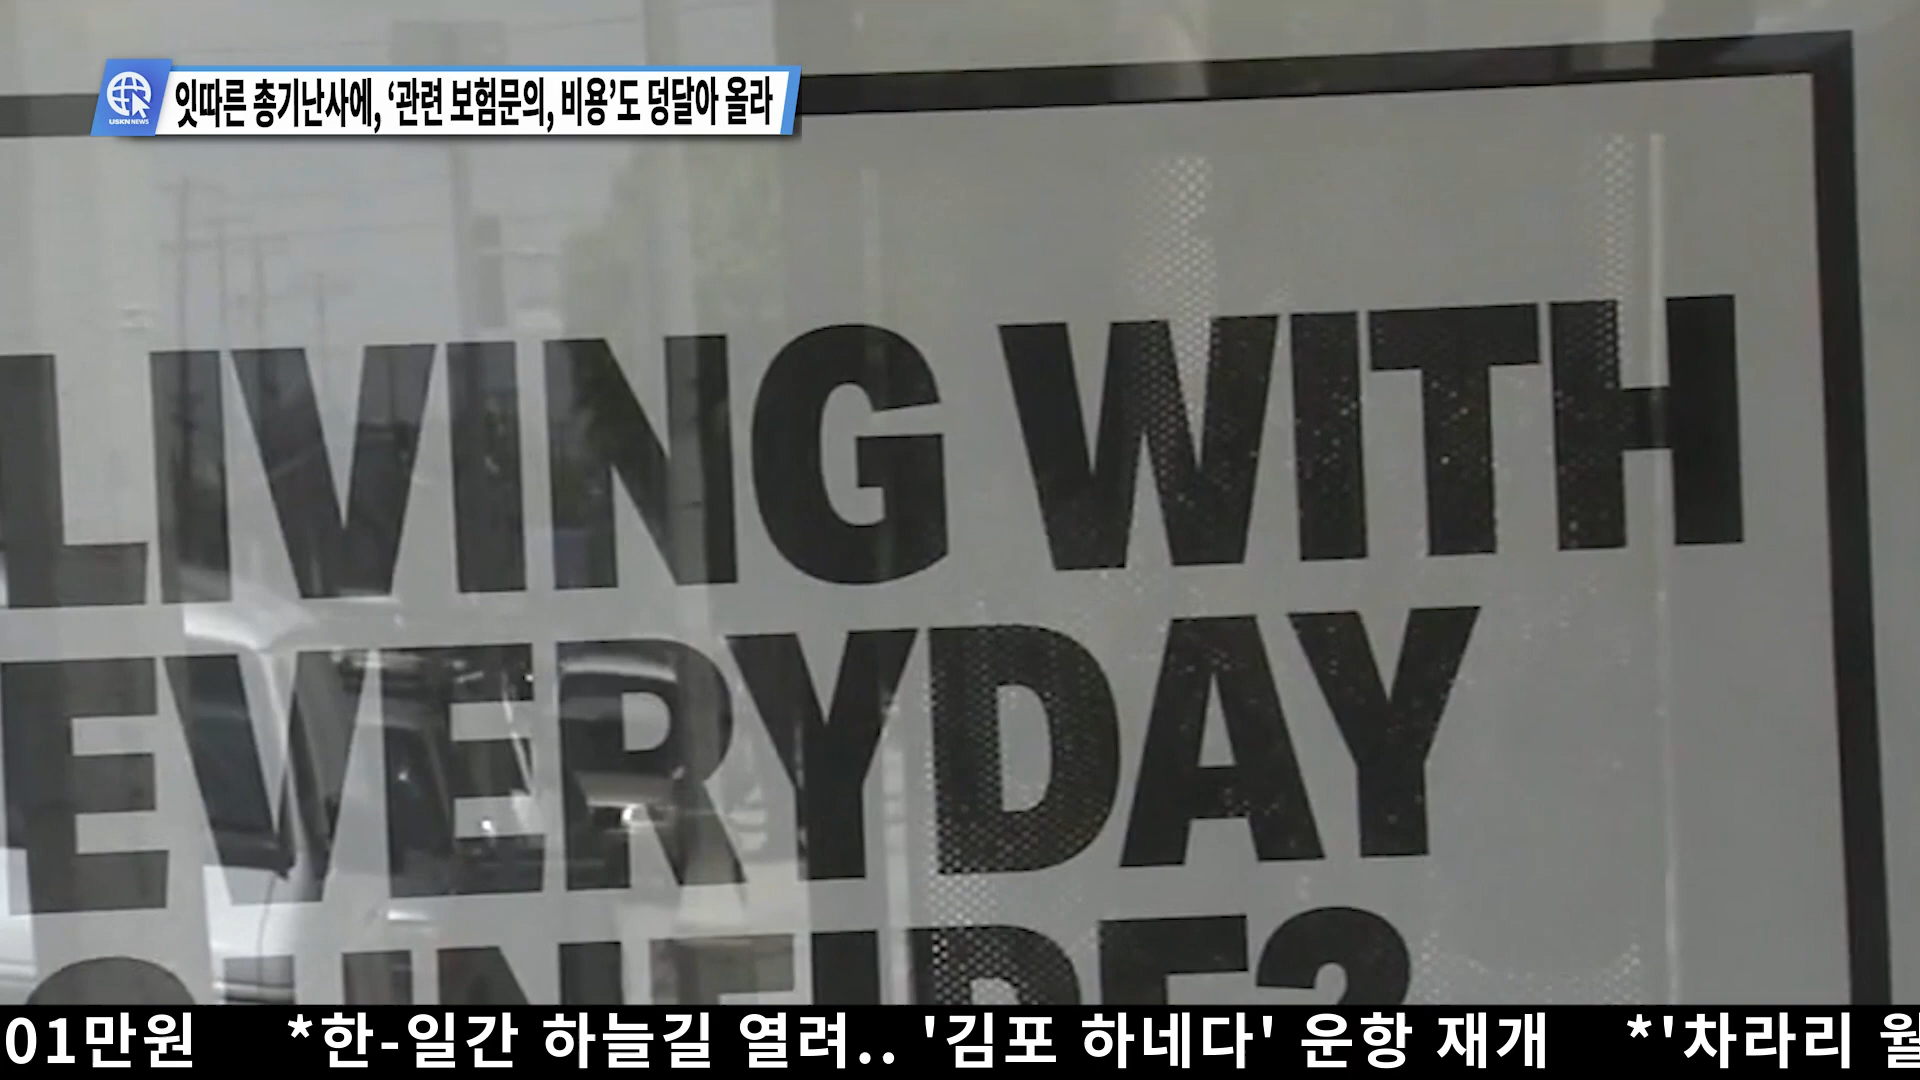 잇따른 총기난사에, ‘관련 보험문의, 비용’도 덩달아 올라
USKN NEWS
LIVING WITH
EVERYDAY
GUNFIRE?
01만원 *한-일간 하늘길 열려.. '김포 하네다' 운항 재개 *'차라리 월